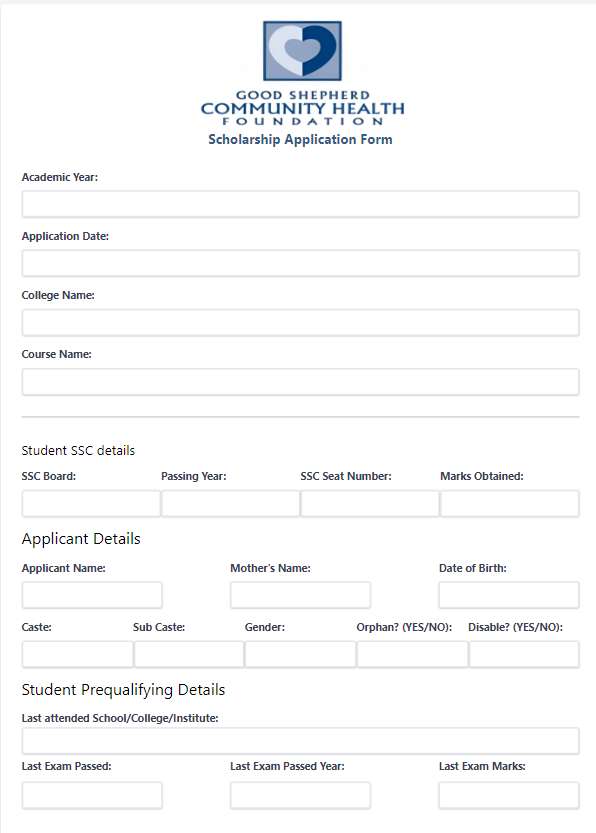 GOOD SHEPHERD
COMMUNITY HEALTH
FOUNDATION
Scholarship Application Form
Academic Year:
Application Date:
College Name:
Course Name:
Student SSC details
SSC Board: Passing Year: SSC Seat Number: Marks Obtained:
Applicant Details
Applicant Name: Mother's Name: Date of Birth:
Caste: Sub Caste: Gender: Orphan? (YES/NO): Disable? (YES/NO):
Student Prequalifying Details
Last attended School/College/Institute:
Last Exam Passed: Last Exam Passed Year: Last Exam Marks: